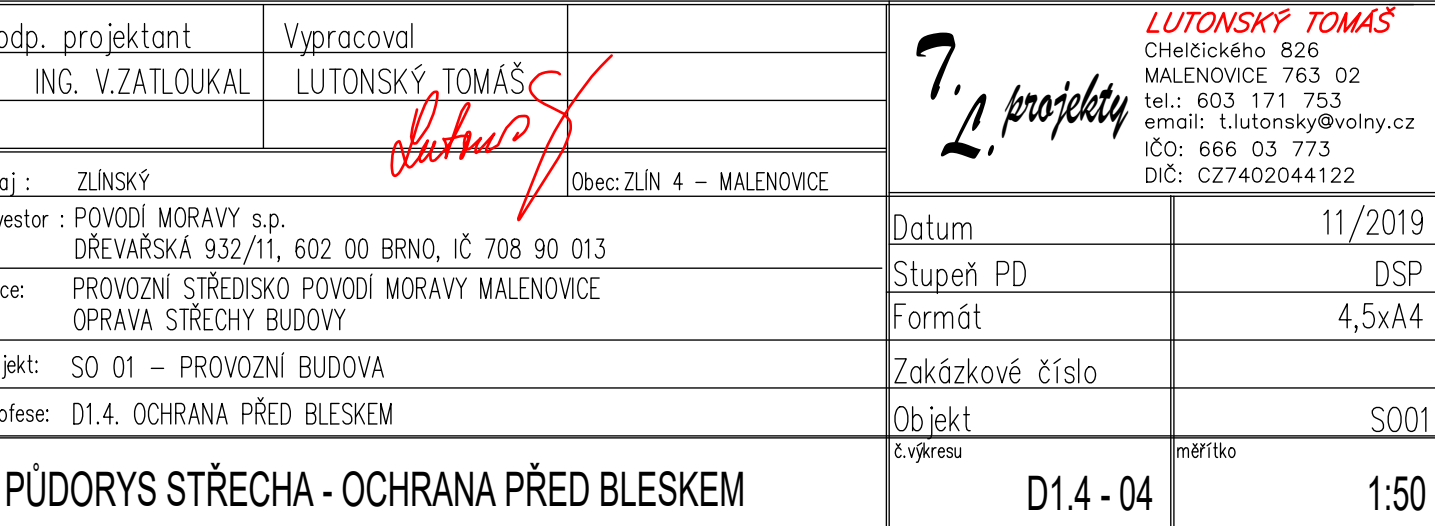 odp. projektant Vypracoval
ING. V.ZATLOUKAL LUTONSKÝ TOMÁŠ
T. L. projekty
LUTONSKÝ TOMÁŠ
CHelčického 826
MALENOVICE 763 02
tel.: 603 171 753
email: t.lutonsky@volny.cz
IČO: 666 03 773
DIČ: CZ7402044122
aj : ZLÍNSKÝ Obec: ZLÍN 4 – MALENOVICE
vestor : POVODÍ MORAVY s.p.
DŘEVAŘSKÁ 932/11, 602 00 BRNO, IČ 708 90 013
ce: PROVOZNÍ STŘEDISKO POVODÍ MORAVY MALENOVICE
OPRAVA STŘECHY BUDOVY
jekt: SO 01 – PROVOZNÍ BUDOVA
ofese: D1.4. OCHRANA PŘED BLESKEM
Datum 11/2019
Stupeň PD DSP
Formát 4,5xA4
Zakázkové číslo
Objekt SO01
PŮDORYS STŘECHA - OCHRANA PŘED BLESKEM
č.výkresu měřítko
D1.4 - 04 1:50